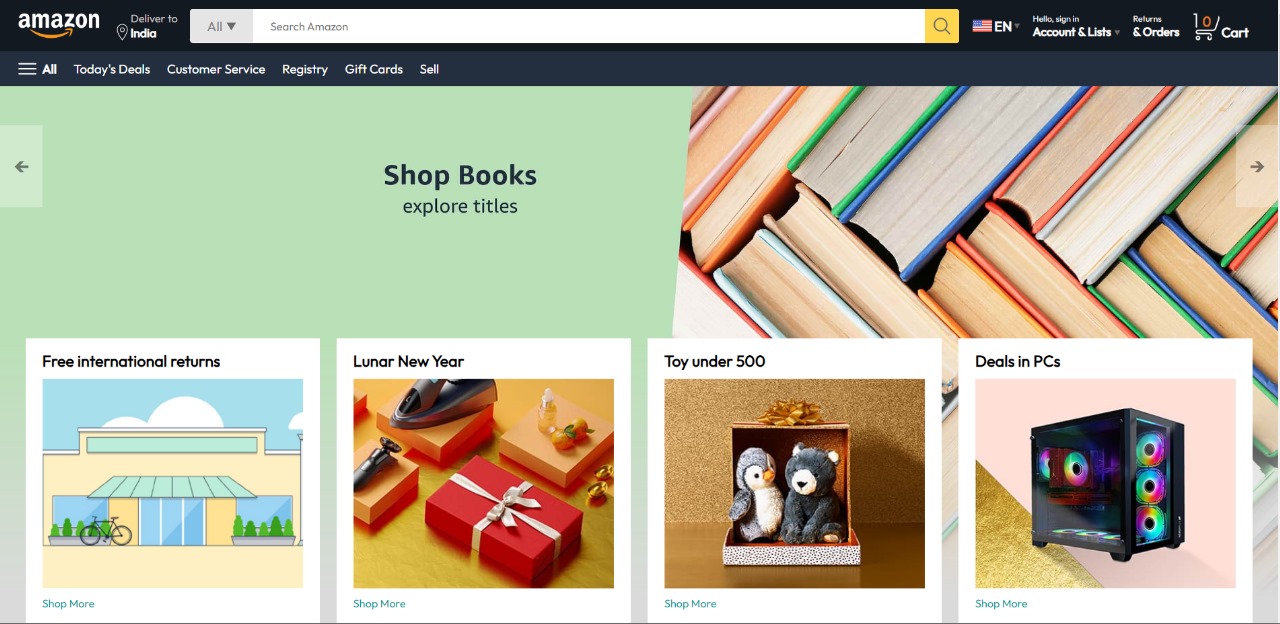 amazon
Deliver to
India
All ▼
Search Amazon
EN
Hello, sign in
Account & Lists
Returns
& Orders
0
Cart
All
Today's Deals
Customer Service
Registry
Gift Cards
Sell
Shop Books
explore titles
Free international returns
Lunar New Year
Toy under 500
Deals in PCs
Shop More
Shop More
Shop More
Shop More